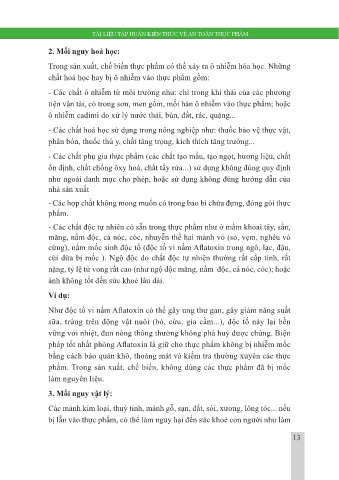 TÀI LIỆU TẬP HUẤN KIẾN THỨC VỀ AN TOÀN THỰC PHẨM
2. Mối nguy hoá học:
Trong sản xuất, chế biến thực phẩm có thể xảy ra ô nhiễm hóa học. Những
chất hoá học hay bị ô nhiễm vào thực phẩm gồm:
- Các chất ô nhiễm từ môi trường như: chì trong khí thải của các phương
tiện vận tải, có trong sơn, men gốm, mối hàn ô nhiễm vào thực phẩm; hoặc
ô nhiễm cadimi do xử lý nước thải, bùn, đất, rác, quặng...
- Các chất hoá học sử dụng trong nông nghiệp như: thuốc bảo vệ thực vật,
phân bón, thuốc thú y, chất tăng trọng, kích thích tăng trưởng...
- Các chất phụ gia thực phẩm (các chất tạo mầu, tạo ngọt, hương liệu, chất
ổn định, chất chống ôxy hoá, chất tẩy rửa...) sử dụng không đúng quy định
như ngoài danh mục cho phép, hoặc sử dụng không đúng hướng dẫn của
nhà sản xuất
- Các hợp chất không mong muốn có trong bao bì chứa đựng, đóng gói thực
phẩm.
- Các chất độc tự nhiên có sẵn trong thực phẩm như ở mầm khoai tây, sắn,
măng, nấm độc, cá nóc, cóc, nhuyễn thể hai mảnh vỏ (sò, vẹm, nghêu vỏ
cứng), nấm mốc sinh độc tố (độc tố vi nấm Aflatoxin trong ngô, lạc, đậu,
cùi dừa bị mốc ). Ngộ độc do chất độc tự nhiên thường rất cấp tính, rất
nặng, tỷ lệ tử vong rất cao (như ngộ độc măng, nấm độc, cá nóc, cóc); hoặc
ảnh không tốt đến sức khoẻ lâu dài.
Ví dụ:
Như độc tố vi nấm Aflatoxin có thể gây ung thư gan, gây giảm năng suất
sữa, trứng trên động vật nuôi (bò, cừu, gia cầm...), độc tố này lại bền
vững với nhiệt, đun nóng thông thường không phá huỷ được chúng. Biện
pháp tốt nhất phòng Aflatoxin là giữ cho thực phẩm không bị nhiễm mốc
bằng cách bảo quản khô, thoáng mát và kiểm tra thường xuyên các thực
phẩm. Trong sản xuất, chế biến, không dùng các thực phẩm đã bị mốc
làm nguyên liệu.
3. Mối nguy vật lý:
Các mảnh kim loại, thuỷ tinh, mảnh gỗ, sạn, đất, sỏi, xương, lông tóc... nếu
bị lẫn vào thực phẩm, có thể làm nguy hại đến sức khoẻ con người như làm
13